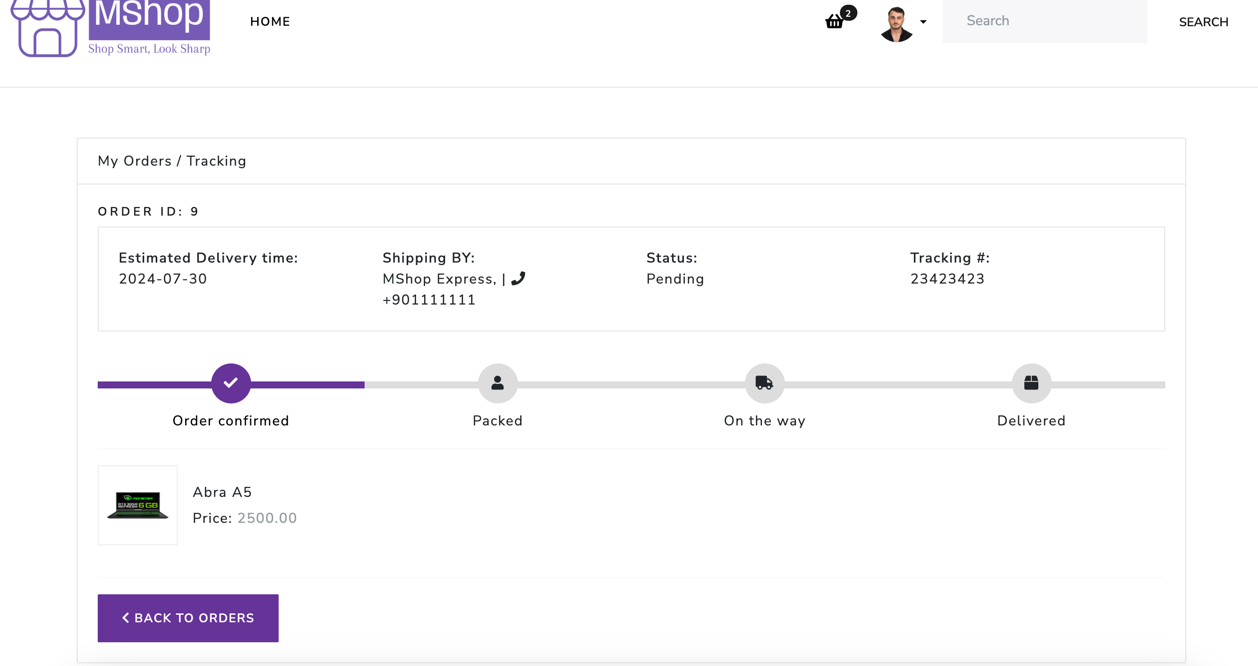 MShop
Shop Smart, Look Sharp
HOME
2
Search
SEARCH
My Orders / Tracking
ORDER ID: 9
Estimated Delivery time:
2024-07-30
Shipping BY:
MShop Express, |
+901111111
Status:
Pending
Tracking #:
23423423
Order confirmed
Packed
On the way
Delivered
Abra A5
Price: 2500.00
BACK TO ORDERS